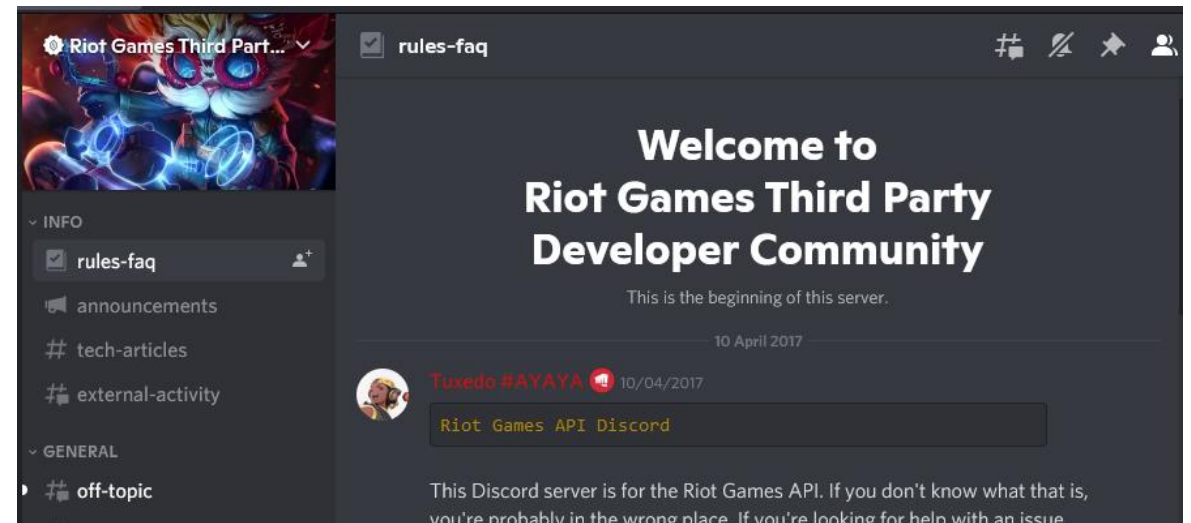 Riot Games Third Part...
rules-faq
INFO
rules-faq
announcements
tech-articles
external-activity
GENERAL
off-topic
Welcome to
Riot Games Third Party
Developer Community
This is the beginning of this server.
10 April 2017
Tuxedo #AYAYA 10/04/2017
Riot Games API Discord
This Discord server is for the Riot Games API. If you don't know what that is,
you're probably in the wrong place. If you're looking for help with an issue